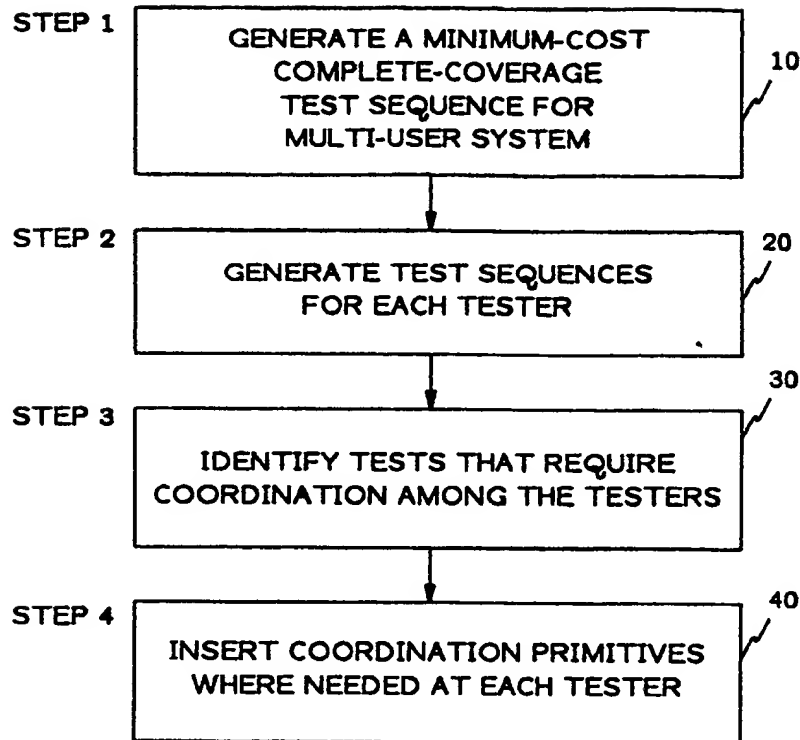 STEP 1
GENERATE A MINIMUM-COST
COMPLETE-COVERAGE
TEST SEQUENCE FOR
MULTI-USER SYSTEM
10
STEP 2
GENERATE TEST SEQUENCES
FOR EACH TESTER
20
STEP 3
IDENTIFY TESTS THAT REQUIRE
COORDINATION AMONG THE TESTERS
30
STEP 4
INSERT COORDINATION PRIMITIVES
WHERE NEEDED AT EACH TESTER
40